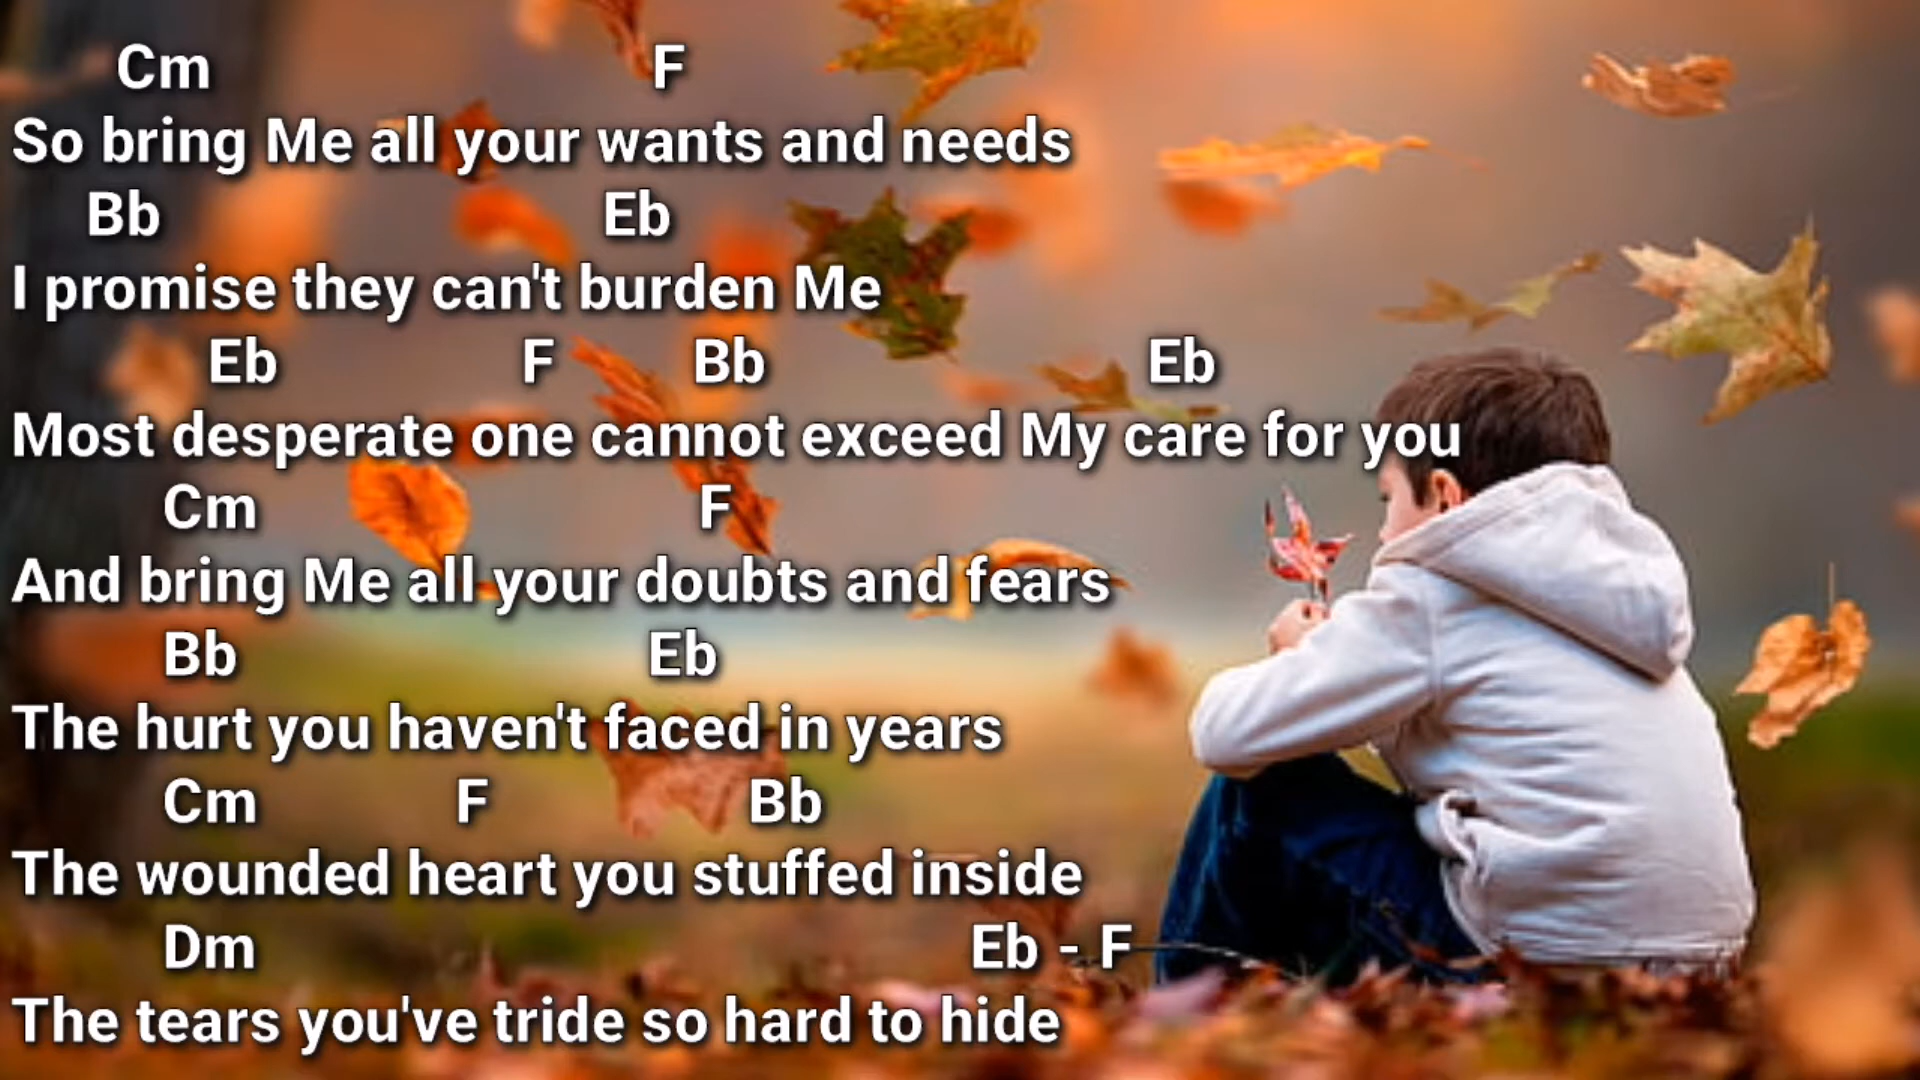 Cm F
So bring Me all your wants and needs
Bb Eb
I promise they can't burden Me
Eb F Bb Eb
Most desperate one cannot exceed My care for you
Cm F
And bring Me all your doubts and fears
Bb Eb
The hurt you haven't faced in years
Cm F Bb
The wounded heart you stuffed inside
Dm Eb - F
The tears you've tride so hard to hide